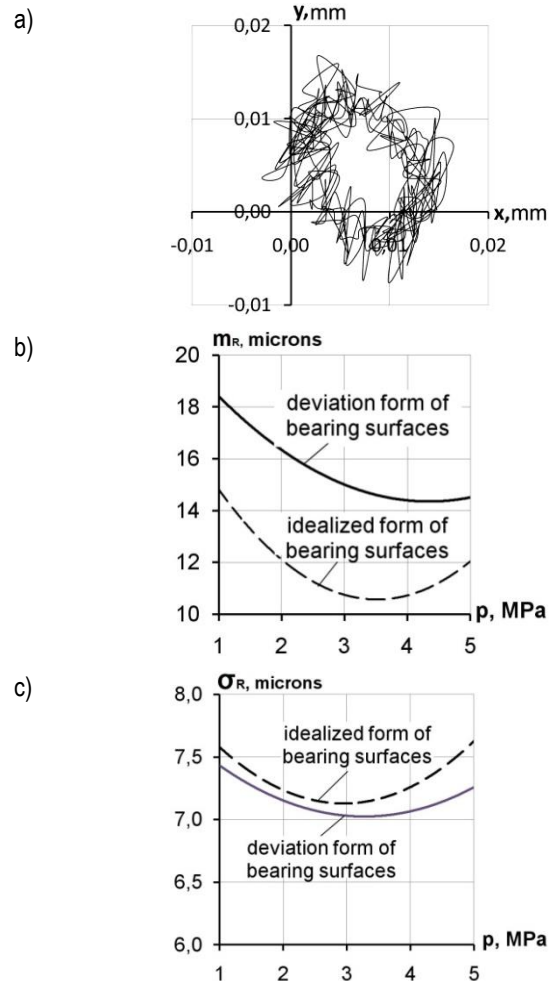 a)
y,mm
0,02
0,01
0,00
x,mm
-0,01
0,00
0,01
0,02
-0,01
b)
mR, microns
20
18
deviation form of
bearing surfaces
16
14
idealized form of
bearing surfaces
12
10
p, MPa
1 2 3 4 5
c)
σR, microns
8,0
idealized form of
bearing surfaces
7,5
7,0
deviation form of
bearing surfaces
6,5
6,0
p, MPa
1 2 3 4 5